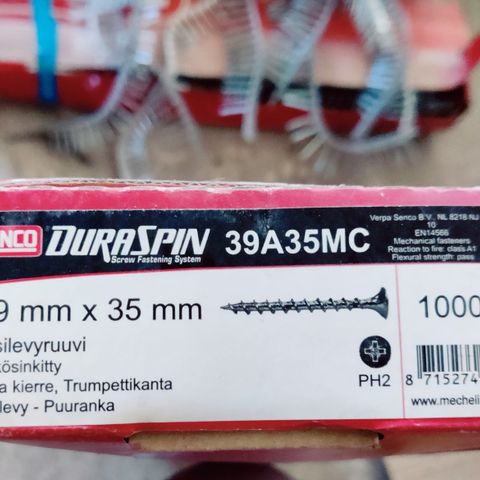 NCO DURASPIN 39A35MC
Screw Fastening System
Verpa Senco B.V., NL 8218 NJ
10
EN14566
Mechanical fasteners
Reaction to fire: class A1
Flexural strength: pass
9 mm x 35 mm
1000
silevyruuvi
kösinkitty
a kierre, Trumpettikanta
levy - Puuranka
PH2
8 715274
www.mecheli